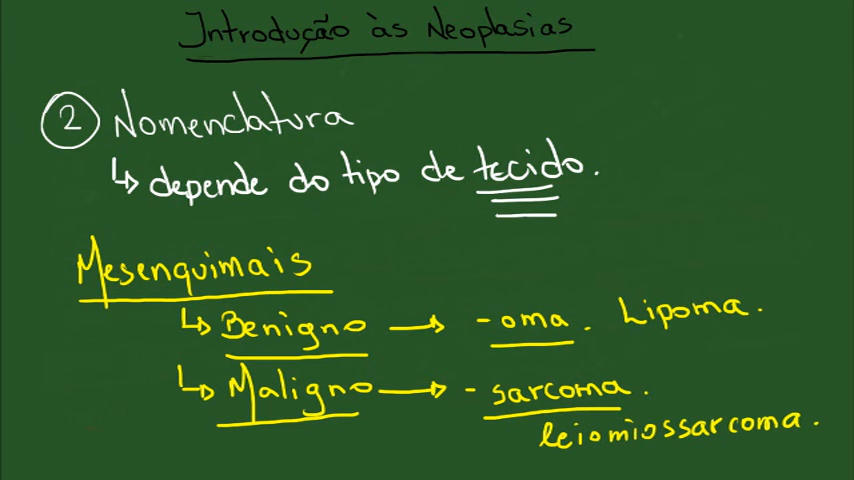 Introdução às Neoplasias
2 Nomenclatura
↳ depende do tipo de tecido.
Mesenquimais
↳ Benigno → -oma. Lipoma.
↳ Maligno → -sarcoma.
leiomiossarcoma.